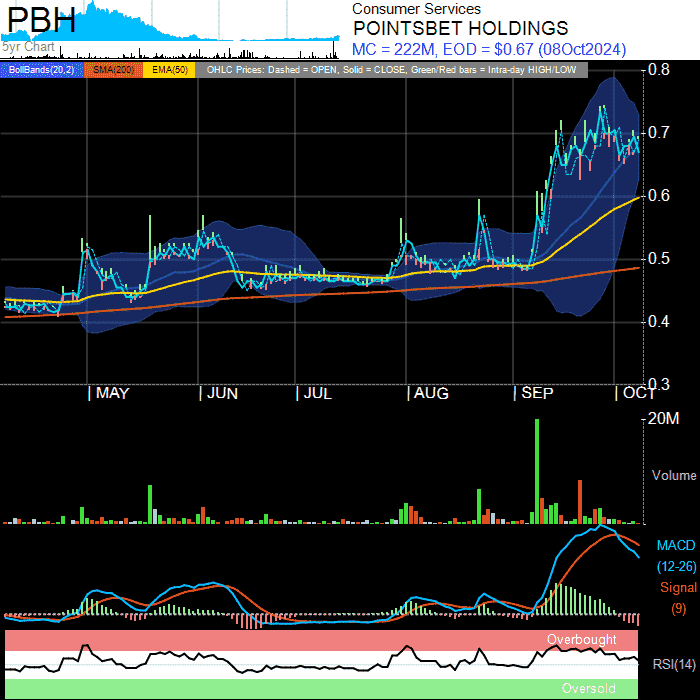 PBH
5yr Chart
Consumer Services
POINTSBET HOLDINGS
MC = 222M, EOD = $0.67 (08Oct2024)
BollBands(20,2) SMA(200) EMA(50) OHLC Prices: Dashed = OPEN, Solid = CLOSE, Green/Red bars = Intra-day HIGH/LOW
0.8
0.7
0.6
0.5
0.4
0.3
| MAY | JUN | JUL | AUG | SEP | OCT
20M
Volume
MACD
(12-26)
Signal
(9)
Overbought
RSI(14)
Oversold